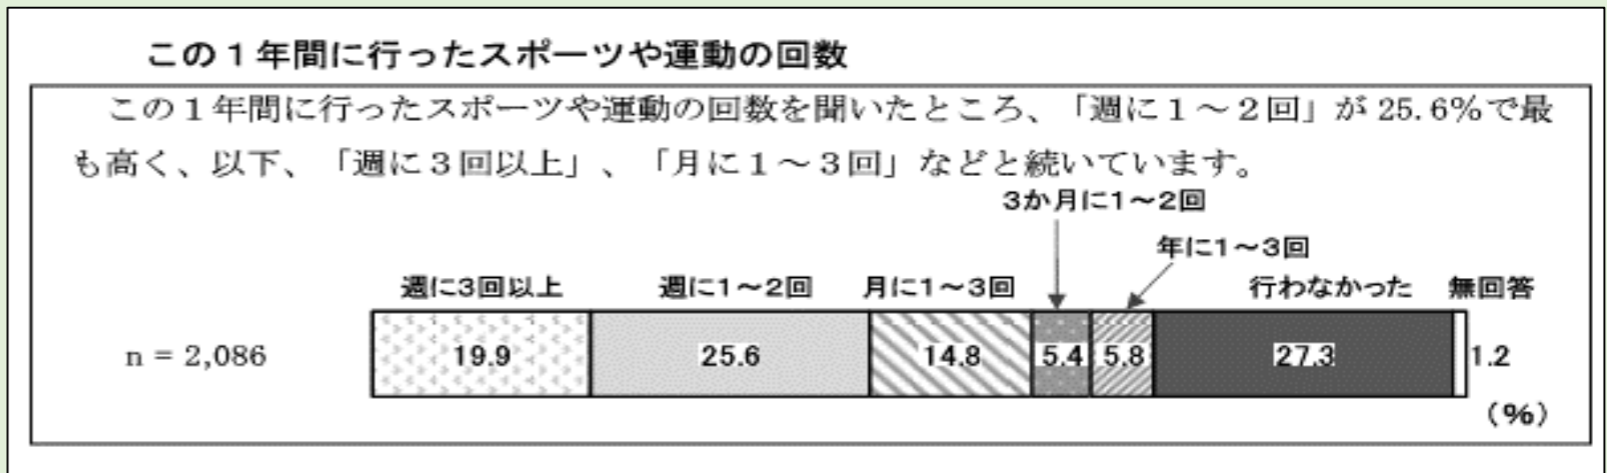 この１年間に行ったスポーツや運動の回数
この１年間に行ったスポーツや運動の回数を聞いたところ、「週に１～２回」が 25.6％で最
も高く、以下、「週に３回以上」、「月に１～３回」などと続いています。
3か月に1～2回
年に1～3回
週に3回以上 週に1～2回 月に1～3回 行わなかった 無回答
n = 2,086 19.9 25.6 14.8 5.4 5.8 27.3 1.2
(％)